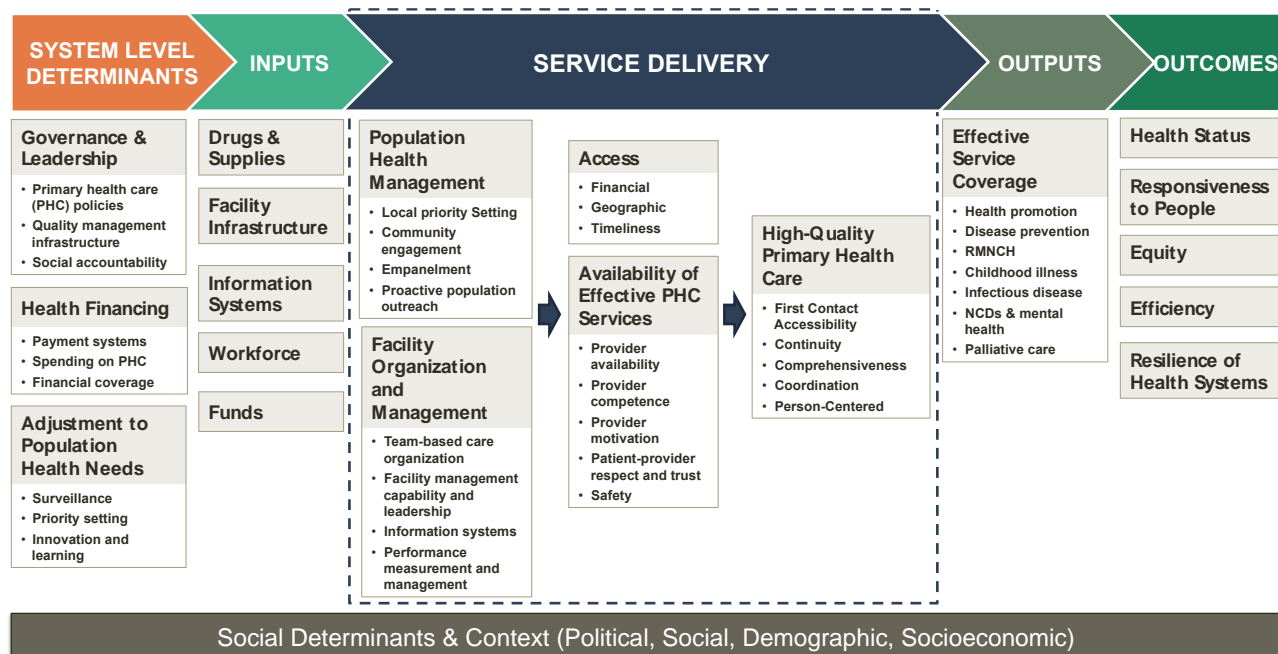 SYSTEM LEVEL
DETERMINANTS
INPUTS
SERVICE DELIVERY
OUTPUTS
OUTCOMES
Governance &
Leadership
• Primary health care
(PHC) policies
• Quality management
infrastructure
• Social accountability
Health Financing
• Payment systems
• Spending on PHC
• Financial coverage
Adjustment to
Population
Health Needs
• Surveillance
• Priority setting
• Innovation and
learning
Drugs &
Supplies
Facility
Infrastructure
Information
Systems
Workforce
Funds
Population
Health
Management
• Local priority Setting
• Community
engagement
• Empanelment
• Proactive population
outreach
Facility
Organization
and
Management
• Team-based care
organization
• Facility management
capability and
leadership
• Information systems
• Performance
measurement and
management
Access
• Financial
• Geographic
• Timeliness
Availability of
Effective PHC
Services
• Provider
availability
• Provider
competence
• Provider
motivation
• Patient-provider
respect and trust
• Safety
High-Quality
Primary Health
Care
• First Contact
Accessibility
• Continuity
• Comprehensiveness
• Coordination
• Person-Centered
Effective
Service
Coverage
• Health promotion
• Disease prevention
• RMNCH
• Childhood illness
• Infectious disease
• NCDs & mental
health
• Palliative care
Health Status
Responsiveness
to People
Equity
Efficiency
Resilience of
Health Systems
Social Determinants & Context (Political, Social, Demographic, Socioeconomic)